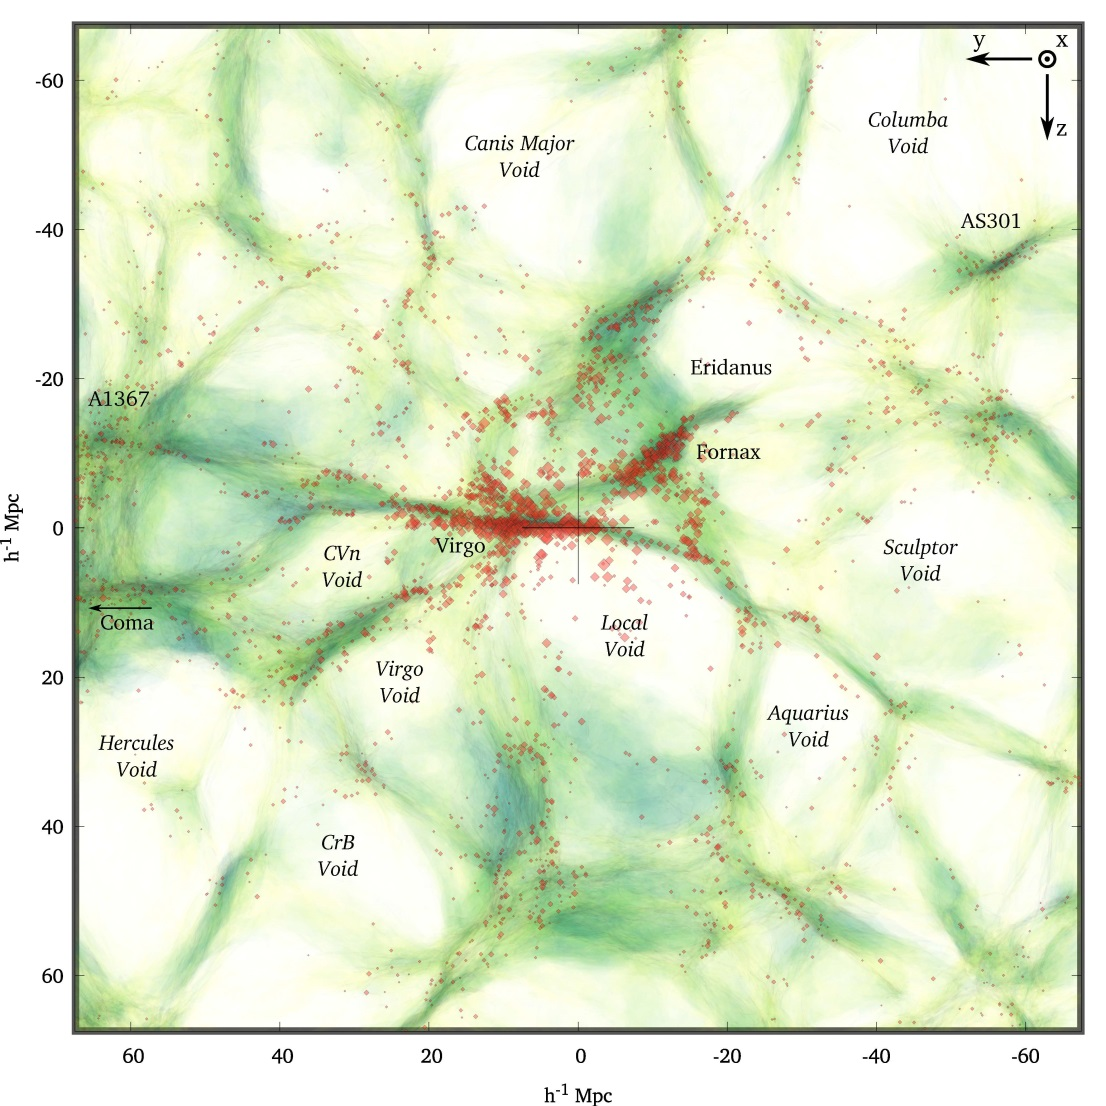 y x
z
-60
Canis Major
Void
Columba
Void
-40
AS301
-20
Eridanus
A1367
Fornax
0
h⁻¹ Mpc
Virgo
CVn
Void
Sculptor
Void
Coma
Local
Void
20
Virgo
Void
Aquarius
Void
Hercules
Void
40
CrB
Void
60
60 40 20 0 -20 -40 -60
h⁻¹ Mpc